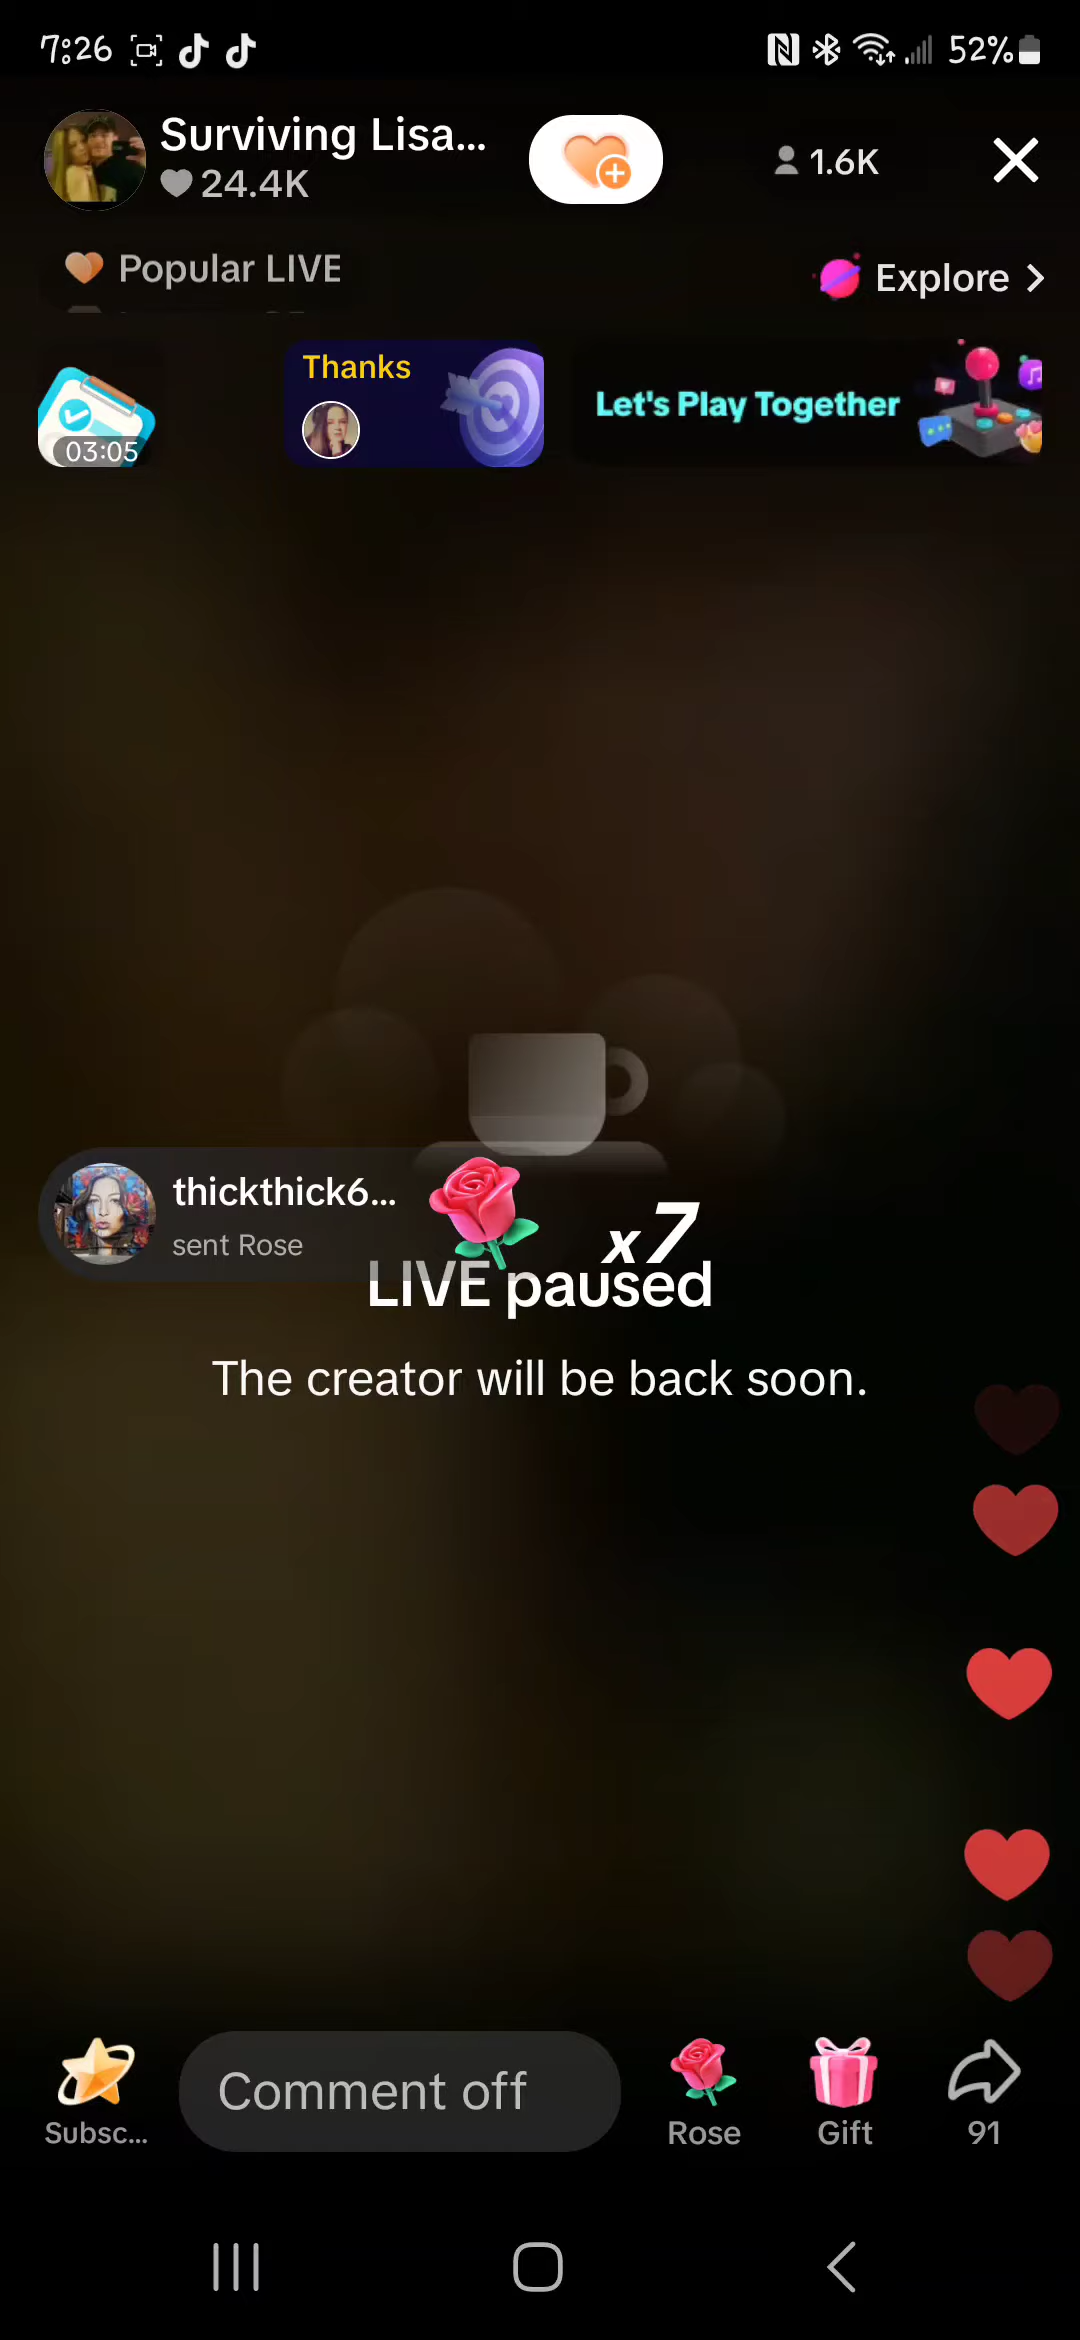 7:26
52%
Surviving Lisa...
24.4K
1.6K
Popular LIVE
Explore
03:05
Thanks
Let's Play Together
thickthick6...
sent Rose
x7
LIVE paused
The creator will be back soon.
Subsc...
Comment off
Rose
Gift
91